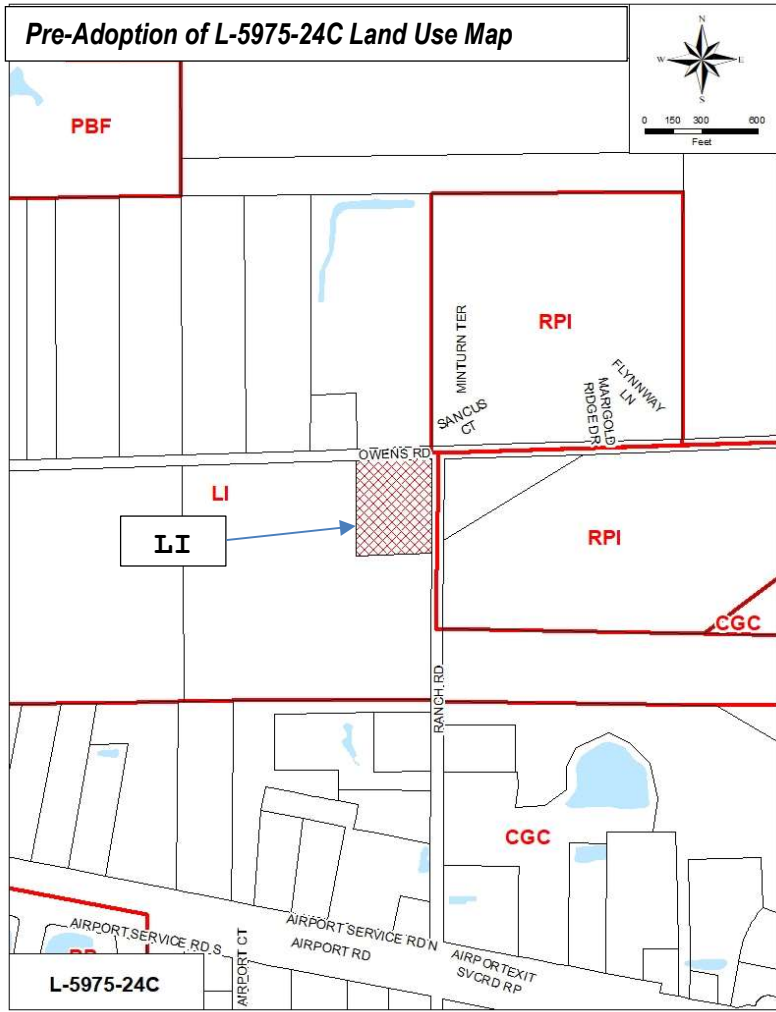 Pre-Adoption of L-5975-24C Land Use Map
N
W
E
S
0 150 300 600
Feet
PBF
RPI
MINTURN TER
SANCUS
CT
FLYNNWAY
LN
MARIGOLD
RIDGE DR
OWENS RD
LI
LI
RPI
CGC
RANCH RD
CGC
AIRPORT SERVICE RD S
AIRPORT SERVICE RD N
AIRPORT RD
AIRPORT EXIT
SVCRD RP
AIRPORT CT
L-5975-24C